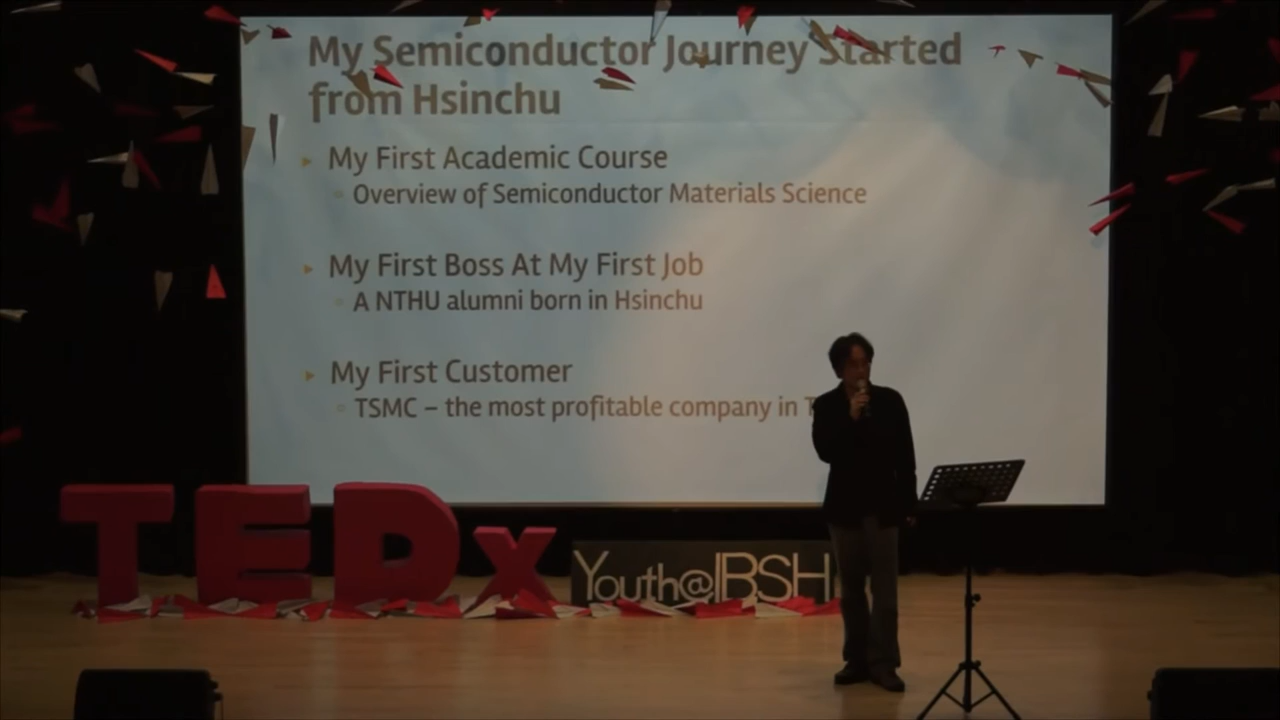 My Semiconductor Journey Started
from Hsinchu
My First Academic Course
Overview of Semiconductor Materials Science
My First Boss At My First Job
A NTHU alumni born in Hsinchu
My First Customer
TSMC – the most profitable company in
TEDx
Youth@IBSH